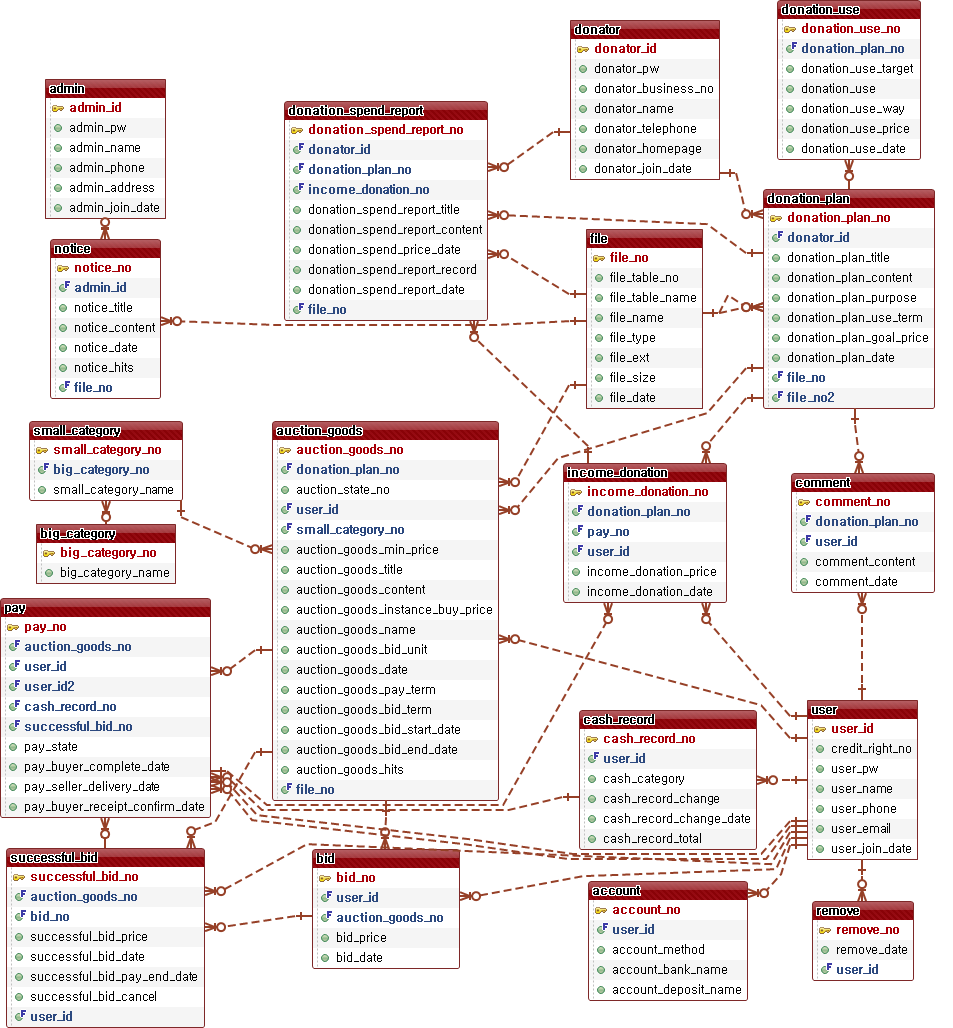 donation_use
donation_use_no
donation_plan_no
donation_use_target
donation_use
donation_use_way
donation_use_price
donation_use_date
donator
donator_id
donator_pw
donator_business_no
donator_name
donator_telephone
donator_homepage
donator_join_date
admin
admin_id
admin_pw
admin_name
admin_phone
admin_address
admin_join_date
donation_spend_report
donation_spend_report_no
donator_id
donation_plan_no
income_donation_no
donation_spend_report_title
donation_spend_report_content
donation_spend_price_date
donation_spend_report_record
donation_spend_report_date
file_no
donation_plan
donation_plan_no
donator_id
donation_plan_title
donation_plan_content
donation_plan_purpose
donation_plan_use_term
donation_plan_goal_price
donation_plan_date
file_no
file_no2
file
file_no
file_table_no
file_table_name
file_name
file_type
file_ext
file_size
file_date
notice
notice_no
admin_id
notice_title
notice_content
notice_date
notice_hits
file_no
small_category
small_category_no
big_category_no
small_category_name
big_category
big_category_no
big_category_name
auction_goods
auction_goods_no
donation_plan_no
auction_state_no
user_id
small_category_no
auction_goods_min_price
auction_goods_title
auction_goods_content
auction_goods_instance_buy_price
auction_goods_name
auction_goods_bid_unit
auction_goods_date
auction_goods_pay_term
auction_goods_bid_term
auction_goods_bid_start_date
auction_goods_bid_end_date
auction_goods_hits
file_no
income_donation
income_donation_no
donation_plan_no
pay_no
user_id
income_donation_price
income_donation_date
comment
comment_no
donation_plan_no
user_id
comment_content
comment_date
pay
pay_no
auction_goods_no
user_id
user_id2
cash_record_no
successful_bid_no
pay_state
pay_buyer_complete_date
pay_seller_delivery_date
pay_buyer_receipt_confirm_date
cash_record
cash_record_no
user_id
cash_category
cash_record_change
cash_record_change_date
cash_record_total
user
user_id
credit_right_no
user_pw
user_name
user_phone
user_email
user_join_date
successful_bid
successful_bid_no
auction_goods_no
bid_no
successful_bid_price
successful_bid_date
successful_bid_pay_end_date
successful_bid_cancel
user_id
bid
bid_no
user_id
auction_goods_no
bid_price
bid_date
account
account_no
user_id
account_method
account_bank_name
account_deposit_name
remove
remove_no
remove_date
user_id